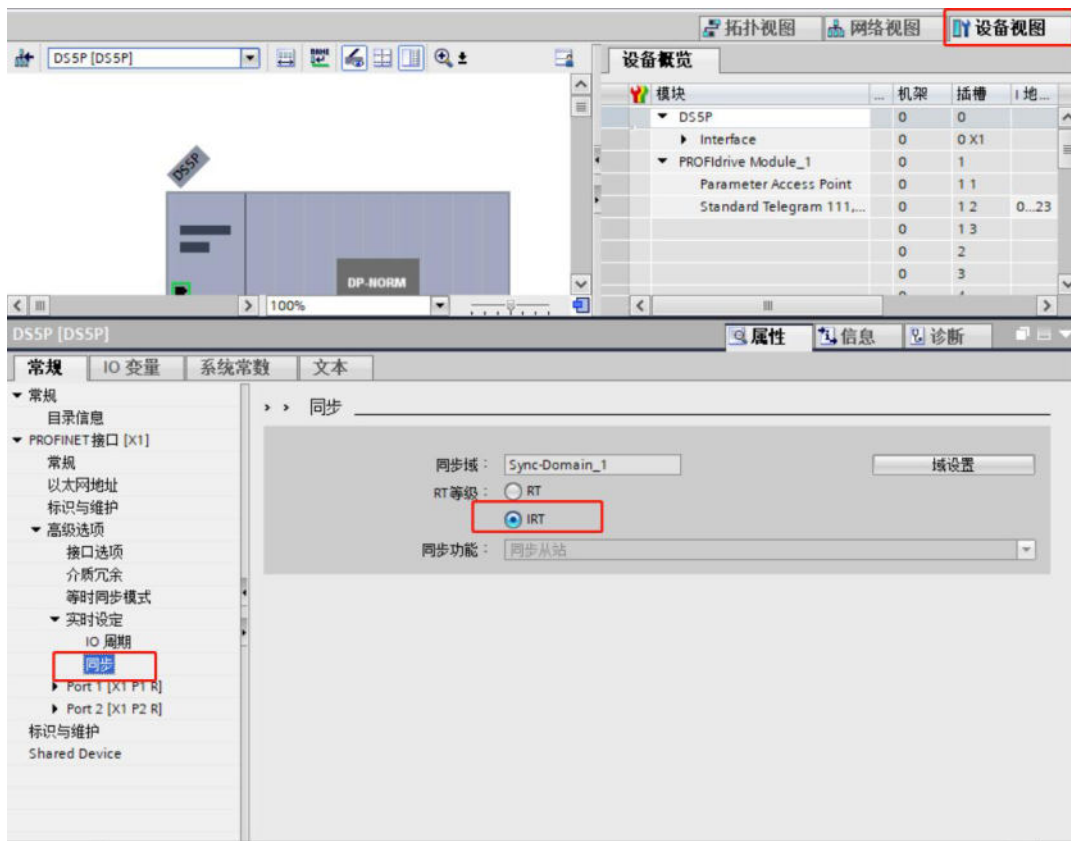 拓扑视图 网络视图 设备视图
DS5P [DS5P]
设备概览
模块 ... 机架 插槽 I 地...
DS5P 0 0
Interface 0 0 X1
PROFIdrive Module_1 0 1
Parameter Access Point 0 1 1
Standard Telegram 111,... 0 1 2 0...23
0 1 3
0 2
0 3
DS5P
DP-NORM
100%
DS5P [DS5P] 属性 信息 诊断
常规 IO 变量 系统常数 文本
常规
目录信息
PROFINET接口 [X1]
常规
以太网地址
标识与维护
高级选项
接口选项
介质冗余
等时同步模式
实时设定
IO 周期
同步
Port 1 [X1 P1 R]
Port 2 [X1 P2 R]
标识与维护
Shared Device
> > 同步
同步域： Sync-Domain_1 域设置
RT等级： RT
IRT
同步功能： 同步从站